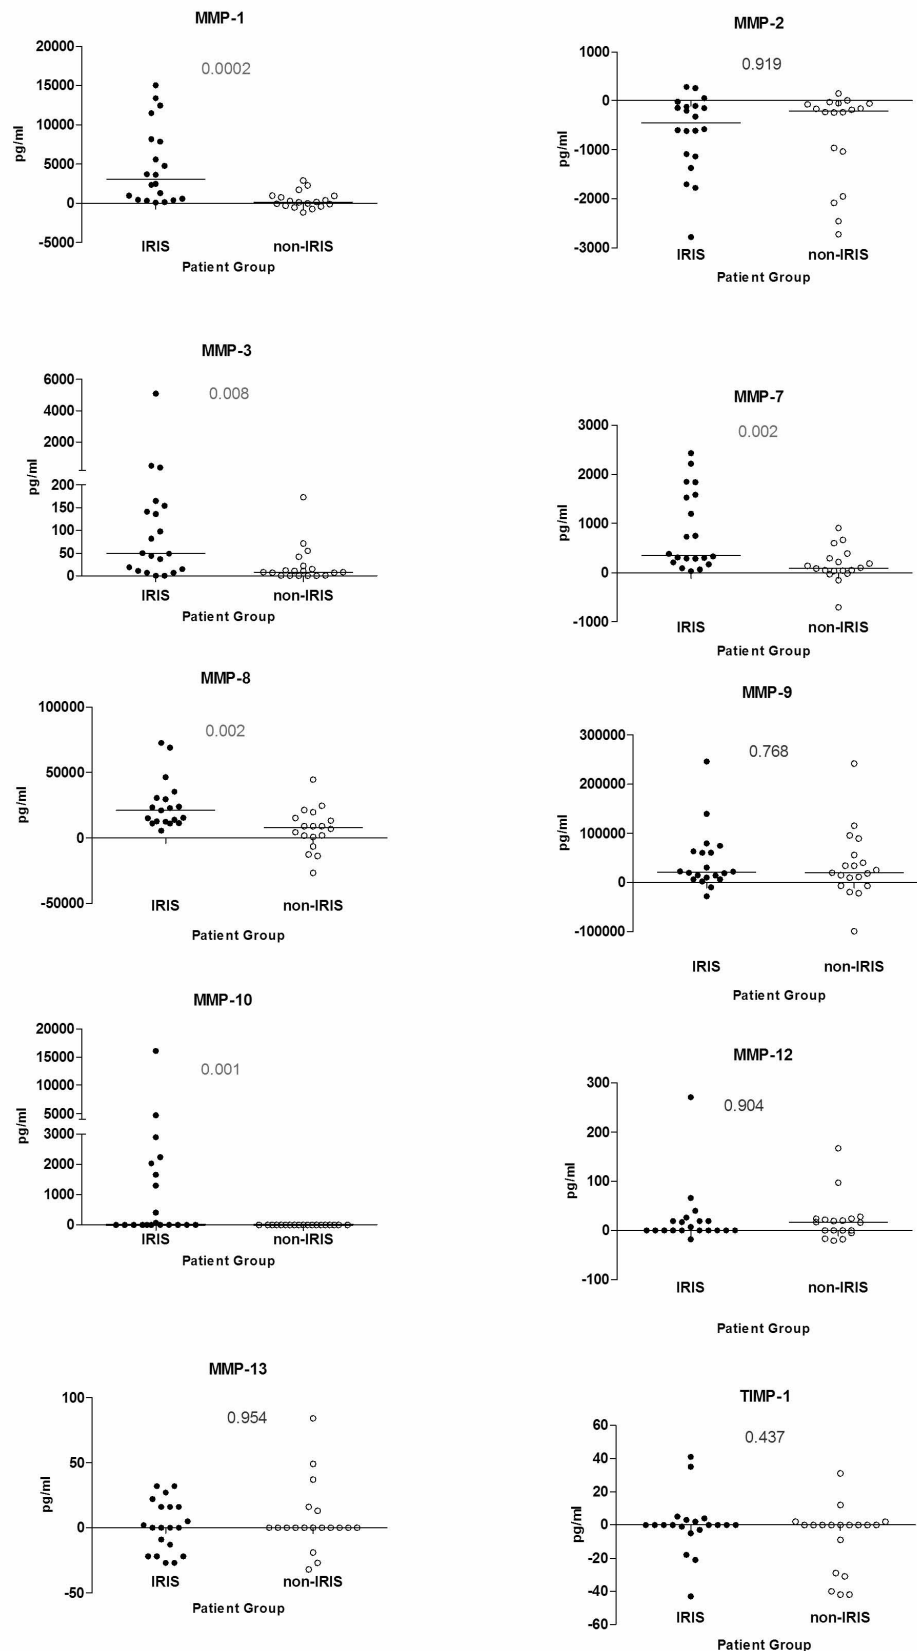 MMP-1
20000
15000
10000
5000
0
-5000
pg/ml
0.0002
IRIS
non-IRIS
Patient Group
MMP-2
1000
0
-1000
-2000
-3000
pg/ml
0.919
IRIS
non-IRIS
Patient Group
MMP-3
6000
4000
2000
200
150
100
50
0
pg/ml
0.008
IRIS
non-IRIS
Patient Group
MMP-7
3000
2000
1000
0
-1000
pg/ml
0.002
IRIS
non-IRIS
Patient Group
MMP-8
100000
50000
0
-50000
pg/ml
0.002
IRIS
non-IRIS
Patient Group
MMP-9
300000
200000
100000
0
-100000
pg/ml
0.768
IRIS
non-IRIS
Patient Group
MMP-10
20000
15000
10000
5000
3000
2000
1000
0
pg/ml
0.001
IRIS
non-IRIS
Patient Group
MMP-12
300
200
100
0
-100
pg/ml
0.904
IRIS
non-IRIS
Patient Group
MMP-13
100
50
0
-50
pg/ml
0.954
IRIS
non-IRIS
Patient Group
TIMP-1
60
40
20
0
-20
-40
-60
pg/ml
0.437
IRIS
non-IRIS
Patient Group